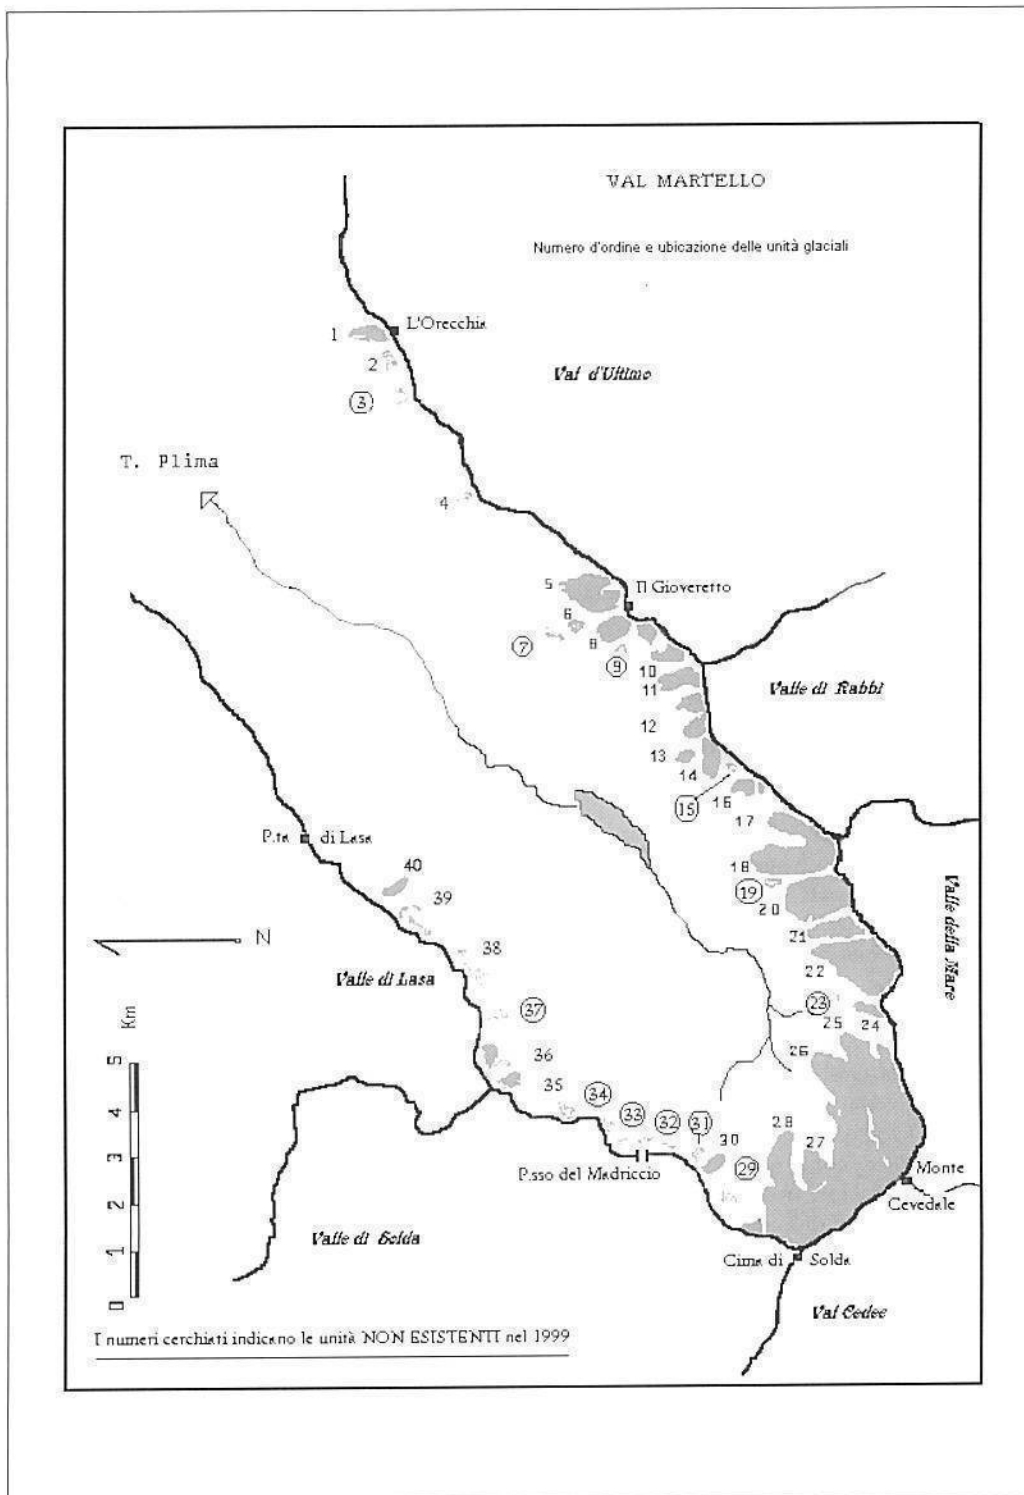 VAL MARTELLO
Numero d'ordine e ubicazione delle unità glaciali
L'Orecchia
1
2
3
Val d'Ultimo
T. Plima
4
5
Il Gioveretto
6
7
8
9
10
11
Valle di Rabbi
12
13
14
15
16
17
P.ta di Lasa
18
40
19
39
20
Valle della Mare
21
N
38
22
Valle di Lasa
23
37
25
24
Km
36
26
5
35
34
4
33
32
31
30
28
27
3
P.sso del Madriccio
29
Monte
Cevedale
2
1
Valle di Solda
Cima di Solda
0
Val Cedec
I numeri cerchiati indicano le unità NON ESISTENTI nel 1999